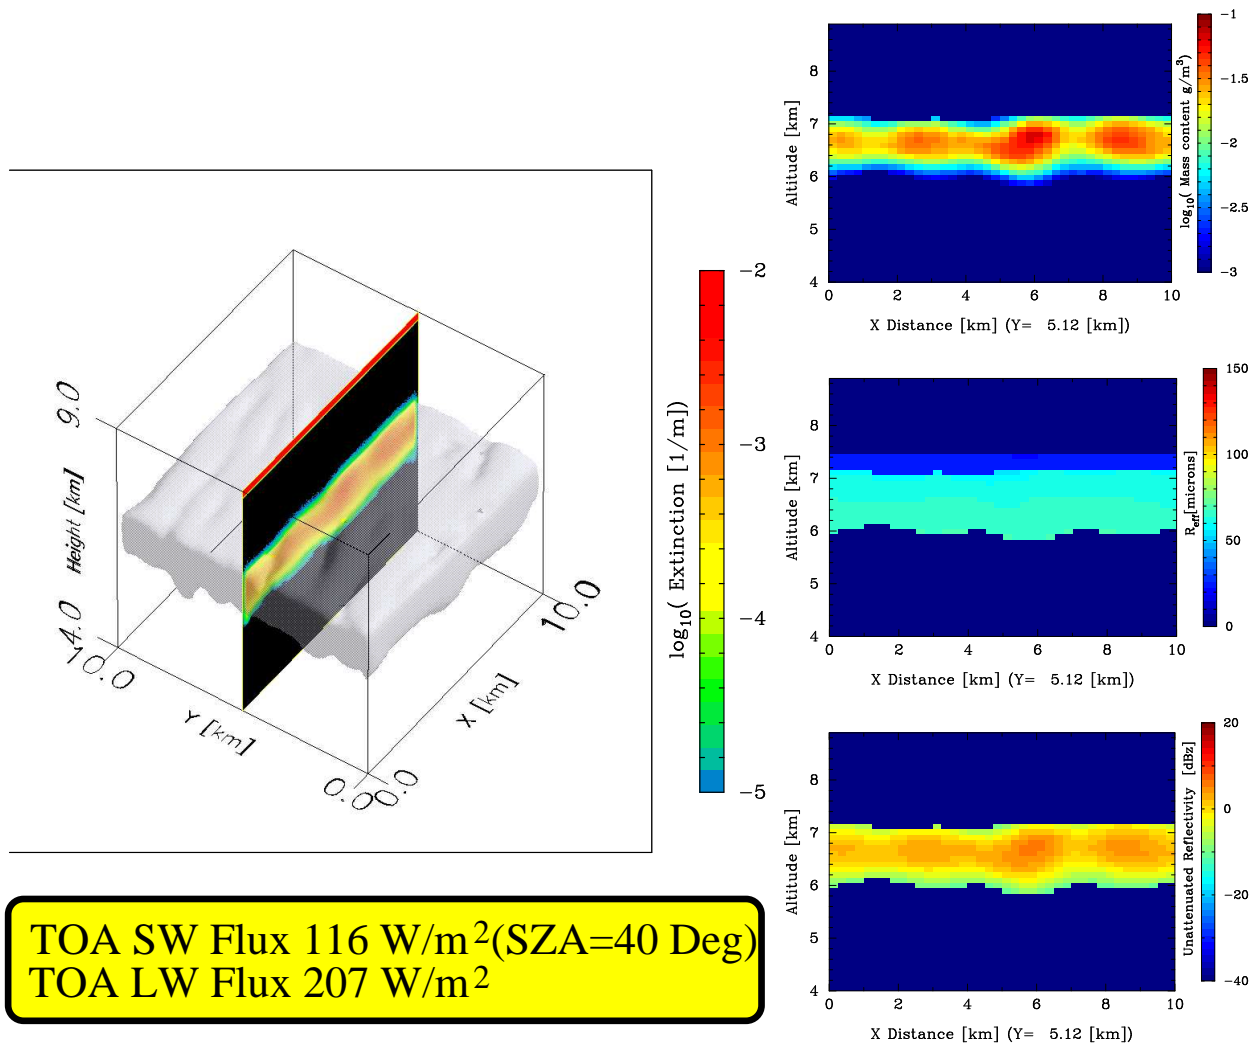 9.0
Height [km]
4.0
10.0
Y [km]
0.0
0.0
X [km]
10.0
log10( Extinction [1/m])
-2
-3
-4
-5
TOA SW Flux 116 W/m2(SZA=40 Deg)
TOA LW Flux 207 W/m2
Altitude [km]
8
7
6
5
4
0 2 4 6 8 10
X Distance [km] (Y= 5.12 [km])
log10( Mass content g/m3)
-1
-1.5
-2
-2.5
-3
Altitude [km]
8
7
6
5
4
0 2 4 6 8 10
X Distance [km] (Y= 5.12 [km])
Reff[microns]
150
100
50
0
Altitude [km]
8
7
6
5
4
0 2 4 6 8 10
X Distance [km] (Y= 5.12 [km])
Unattenuated Reflectivity [dBz]
20
0
-20
-40